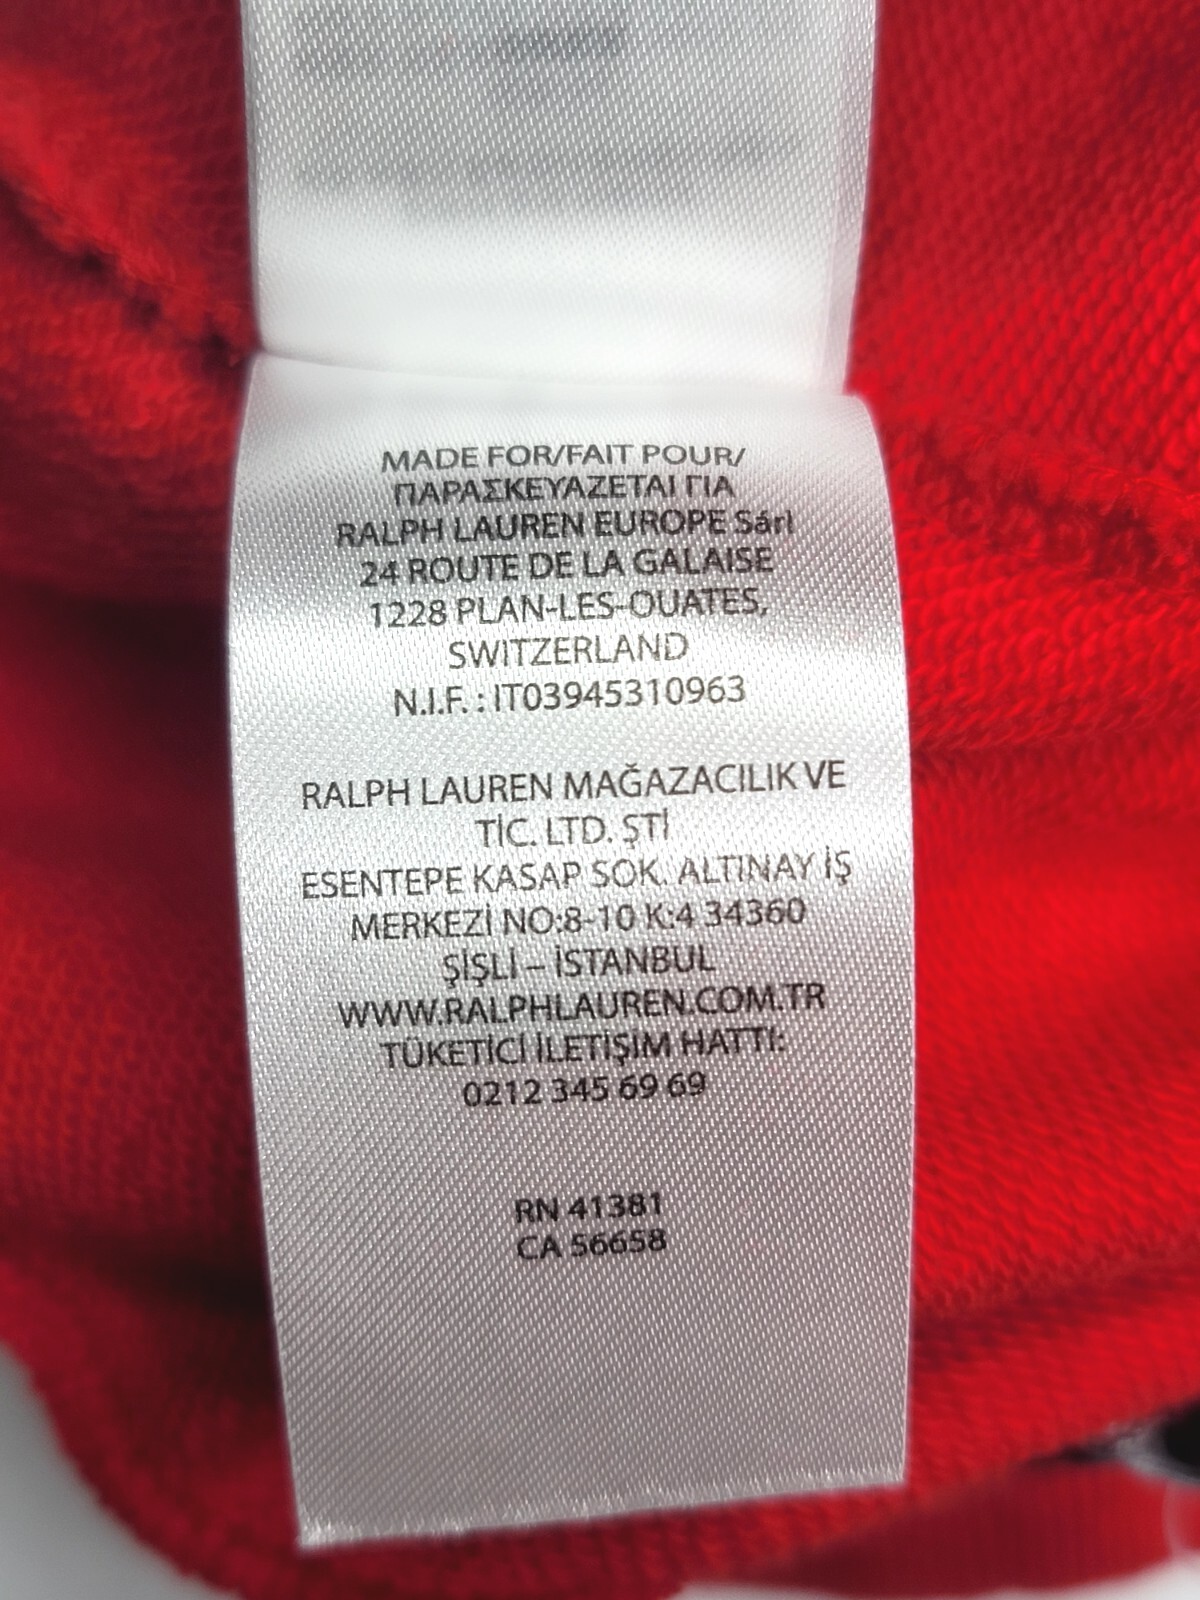 MADE FOR/FAIT POUR/
ΠΑΡΑΣΚΕΥΑΖΕΤΑΙ ΓΙΑ
RALPH LAUREN EUROPE Sárl
24 ROUTE DE LA GALAISE
1228 PLAN-LES-OUATES,
SWITZERLAND
N.I.F. : IT03945310963
RALPH LAUREN MAĞAZACILIK VE
TİC. LTD. ŞTİ
ESENTEPE KASAP SOK. ALTINAY İŞ
MERKEZİ NO:8-10 K:4 34360
ŞİŞLİ – İSTANBUL
WWW.RALPHLAUREN.COM.TR
TÜKETİCİ İLETİŞİM HATTI:
0212 345 69 69
RN 41381
CA 56658